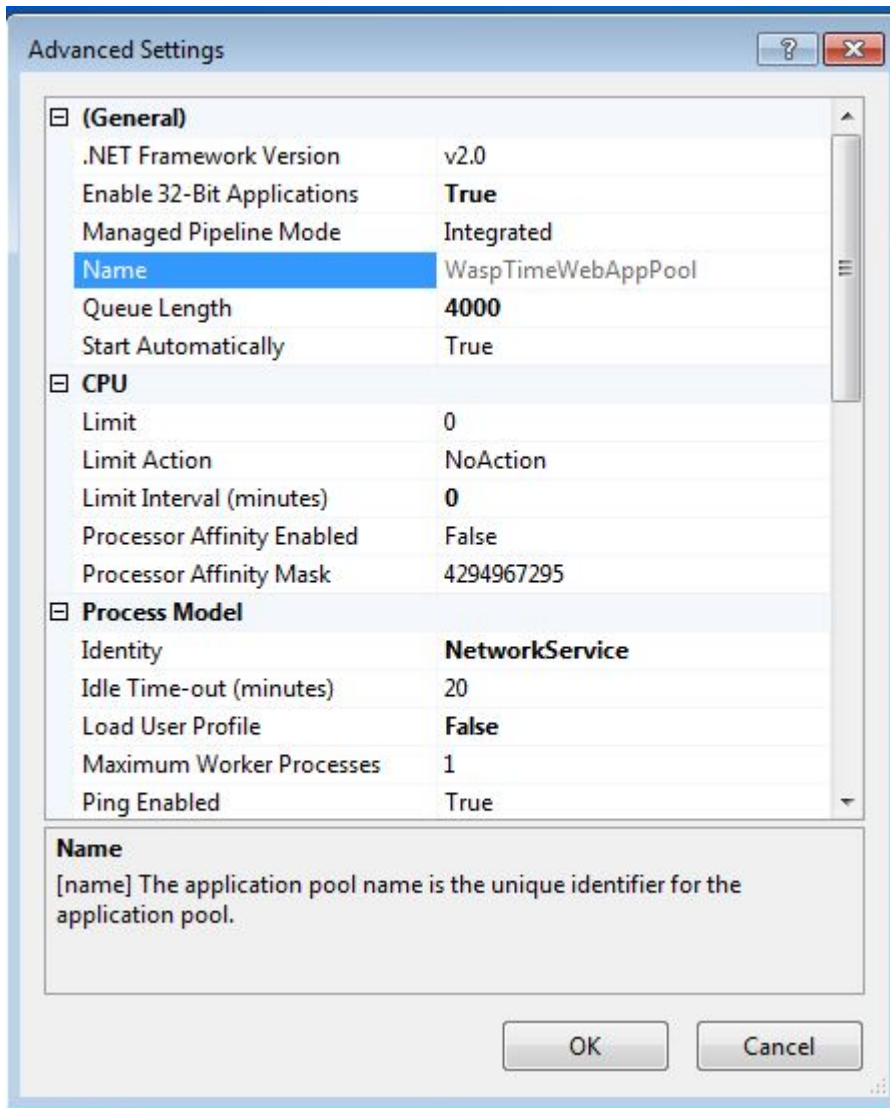 Advanced Settings
(General)
.NET Framework Version v2.0
Enable 32-Bit Applications True
Managed Pipeline Mode Integrated
Name WaspTimeWebAppPool
Queue Length 4000
Start Automatically True
CPU
Limit 0
Limit Action NoAction
Limit Interval (minutes) 0
Processor Affinity Enabled False
Processor Affinity Mask 4294967295
Process Model
Identity NetworkService
Idle Time-out (minutes) 20
Load User Profile False
Maximum Worker Processes 1
Ping Enabled True
Name
[name] The application pool name is the unique identifier for the
application pool.
OK Cancel